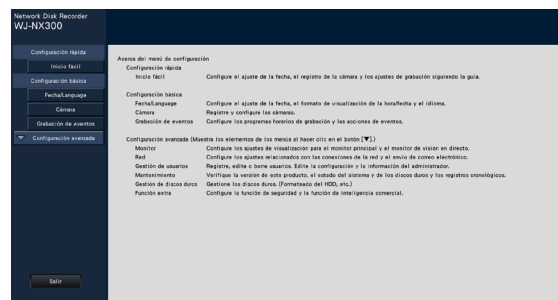 Network Disk Recorder
WJ-NX300
Configuración rápida
Inicio fácil
Configuración básica
Fecha/Language
Cámara
Grabación de eventos
Configuración avanzada
Salir
Acerca del menú de configuración
Configuración rápida
Inicio fácil Configure el ajuste de la fecha, el registro de la cámara y los ajustes de grabación siguiendo la guía.
Configuración básica
Fecha/Language Configure el ajuste de la fecha, el formato de visualización de la hora/fecha y el idioma.
Cámara Registre y configure las cámaras.
Grabación de eventos Configure los programas horarios de grabación y las acciones de eventos.
Configuración avanzada (Muestra los elementos de los menús al hacer clic en el botón [▼].)
Monitor Configure los ajustes de visualización para el monitor principal y el monitor de visión en directo.
Red Configure los ajustes relacionados con las conexiones de la red y el envío de correo electrónico.
Gestión de usuarios Registre, edite o borre usuarios. Edite la configuración y la información del administrador.
Mantenimiento Verifique la versión de este producto, el estado del sistema y de los discos duros y los registros cronológicos.
Gestión de discos duros Gestione los discos duros. (Formateado del HDD, etc.)
Función extra Configure la función de seguridad y la función de inteligencia comercial.